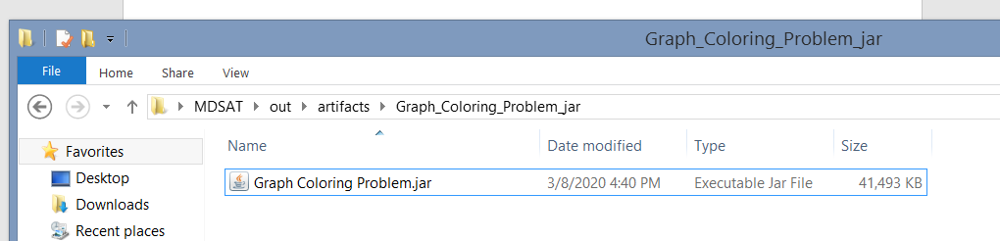 Graph_Coloring_Problem_jar
File Home Share View
MDSAT out artifacts Graph_Coloring_Problem_jar
Favorites
Desktop
Downloads
Recent places
Name Date modified Type Size
Graph Coloring Problem.jar 3/8/2020 4:40 PM Executable Jar File 41,493 KB